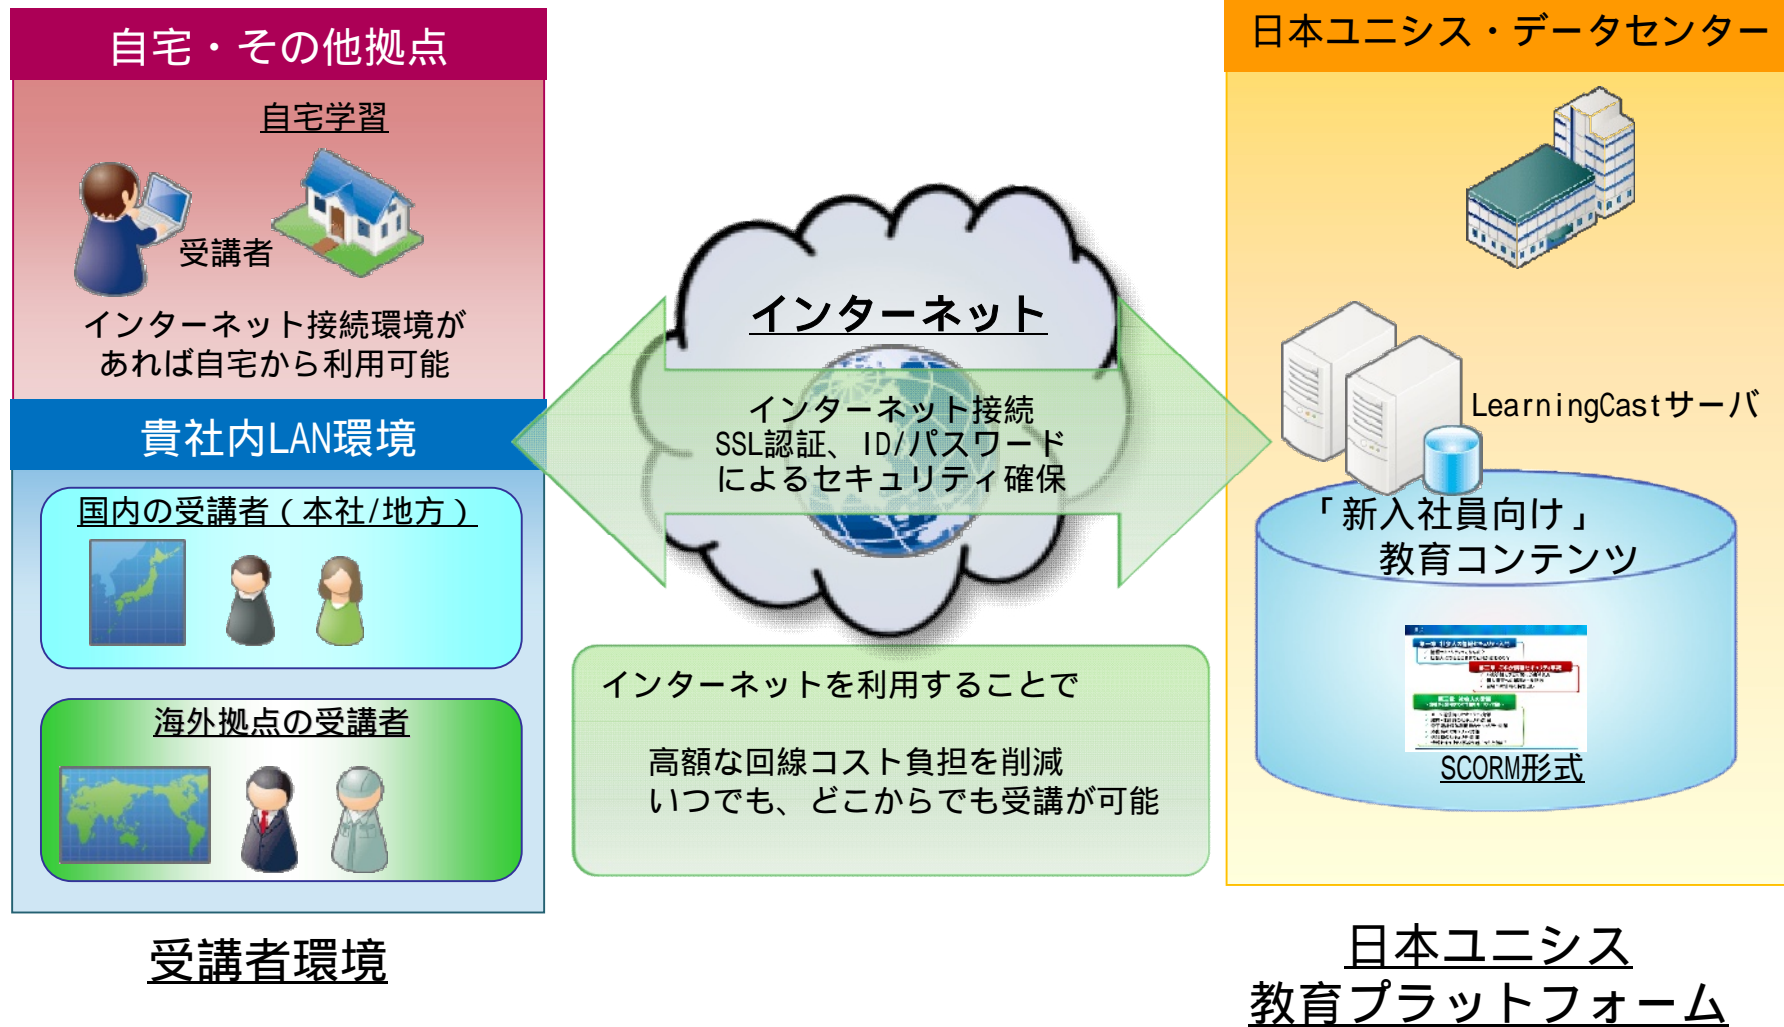 自宅・その他拠点
自宅学習
受講者
インターネット接続環境が
あれば自宅から利用可能
貴社内LAN環境
国内の受講者(本社/地方)
海外拠点の受講者
受講者環境
インターネット
インターネット接続
SSL認証、ID/パスワード
によるセキュリティ確保
インターネットを利用することで
高額な回線コスト負担を削減
いつでも、どこからでも受講が可能
日本ユニシス・データセンター
LearningCastサーバ
「新入社員向け」
教育コンテンツ
SCORM形式
日本ユニシス
教育プラットフォーム